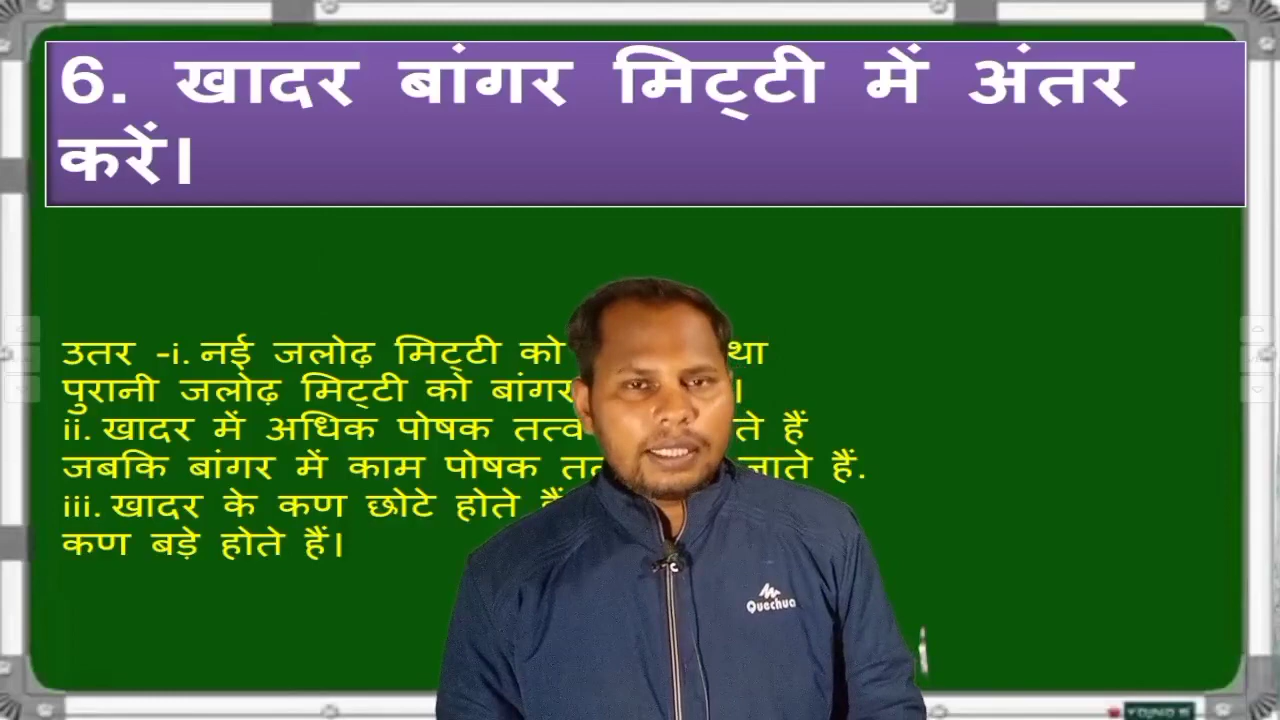 6. खादर बांगर मिट्टी में अंतर
करें।
उतर -i. नई जलोढ़ मिट्टी को था
पुरानी जलोढ़ मिट्टी को बांगर ।
ii. खादर में अधिक पोषक तत्व ते हैं
जबकि बांगर में काम पोषक जाते हैं.
iii. खादर के कण छोटे होते हैं
कण बड़े होते हैं।
Quechua